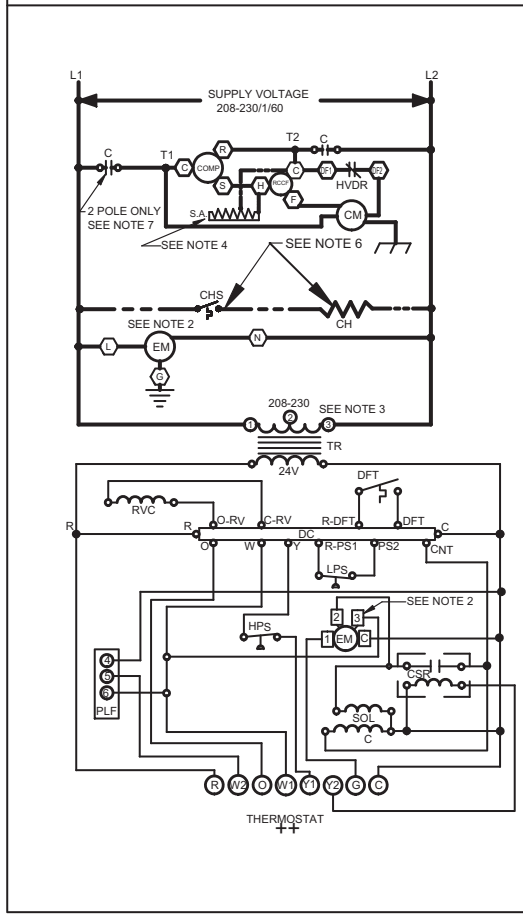 L1 L2
SUPPLY VOLTAGE
208-230/1/60
C T1 T2 C
R
C COMP C DF1 DF2
S H RCCF HVDR
F
S.A. CM
2 POLE ONLY
SEE NOTE 7
SEE NOTE 4 SEE NOTE 6
CHS
SEE NOTE 2 CH
L EM N
G
208-230
SEE NOTE 3
1 2 3
TR
24V
DFT
RVC
R O-RV C-RV R-DFT DFT
R DC C
O W Y R-PS1 PS2 CNT
LPS
SEE NOTE 2
HPS 2 3
1 EM C
4
5
6
PLF
CSR
SOL
C
R W2 O W1 Y1 Y2 G C
THERMOSTAT
++